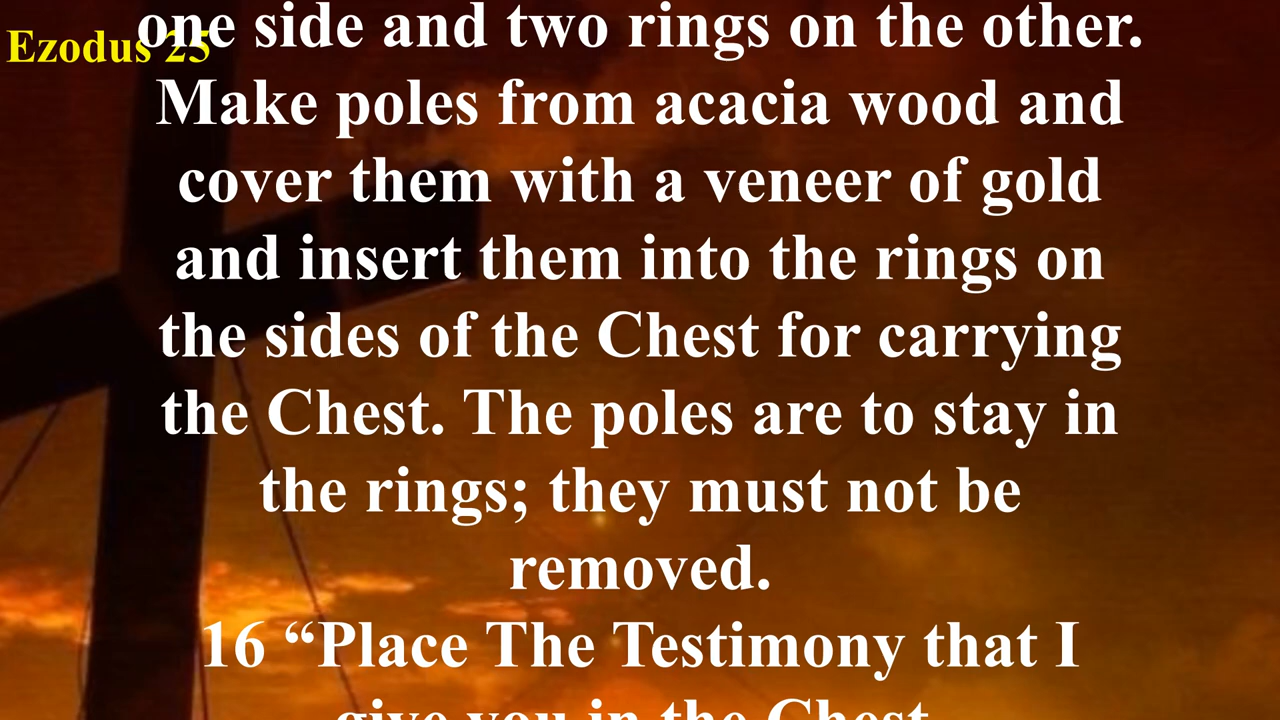 Ezodus 25
one side and two rings on the other.
Make poles from acacia wood and
cover them with a veneer of gold
and insert them into the rings on
the sides of the Chest for carrying
the Chest. The poles are to stay in
the rings; they must not be
removed.
16 “Place The Testimony that I
give you in the Chest.